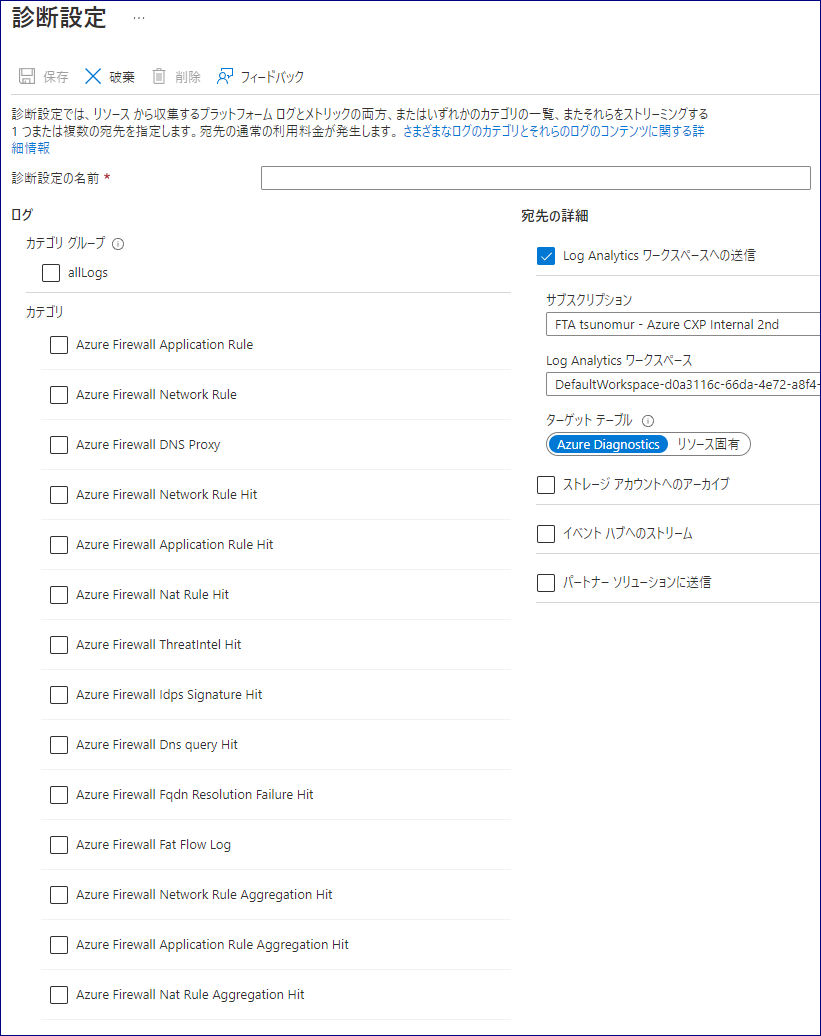 診断設定 …
保存 破棄 削除 フィードバック
診断設定では、リソース から収集するプラットフォーム ログとメトリックの両方、またはいずれかのカテゴリの一覧、またそれらをストリーミングする
1 つまたは複数の宛先を指定します。宛先の通常の利用料金が発生します。 さまざまなログのカテゴリとそれらのログのコンテンツに関する詳
細情報
診断設定の名前 *
ログ
カテゴリ グループ
allLogs
カテゴリ
Azure Firewall Application Rule
Azure Firewall Network Rule
Azure Firewall DNS Proxy
Azure Firewall Network Rule Hit
Azure Firewall Application Rule Hit
Azure Firewall Nat Rule Hit
Azure Firewall ThreatIntel Hit
Azure Firewall Idps Signature Hit
Azure Firewall Dns query Hit
Azure Firewall Fqdn Resolution Failure Hit
Azure Firewall Fat Flow Log
Azure Firewall Network Rule Aggregation Hit
Azure Firewall Application Rule Aggregation Hit
Azure Firewall Nat Rule Aggregation Hit
宛先の詳細
Log Analytics ワークスペースへの送信
サブスクリプション
FTA tsunomur - Azure CXP Internal 2nd
Log Analytics ワークスペース
DefaultWorkspace-d0a3116c-66da-4e72-a8f4-
ターゲット テーブル
Azure Diagnostics リソース固有
ストレージ アカウントへのアーカイブ
イベント ハブへのストリーム
パートナー ソリューションに送信